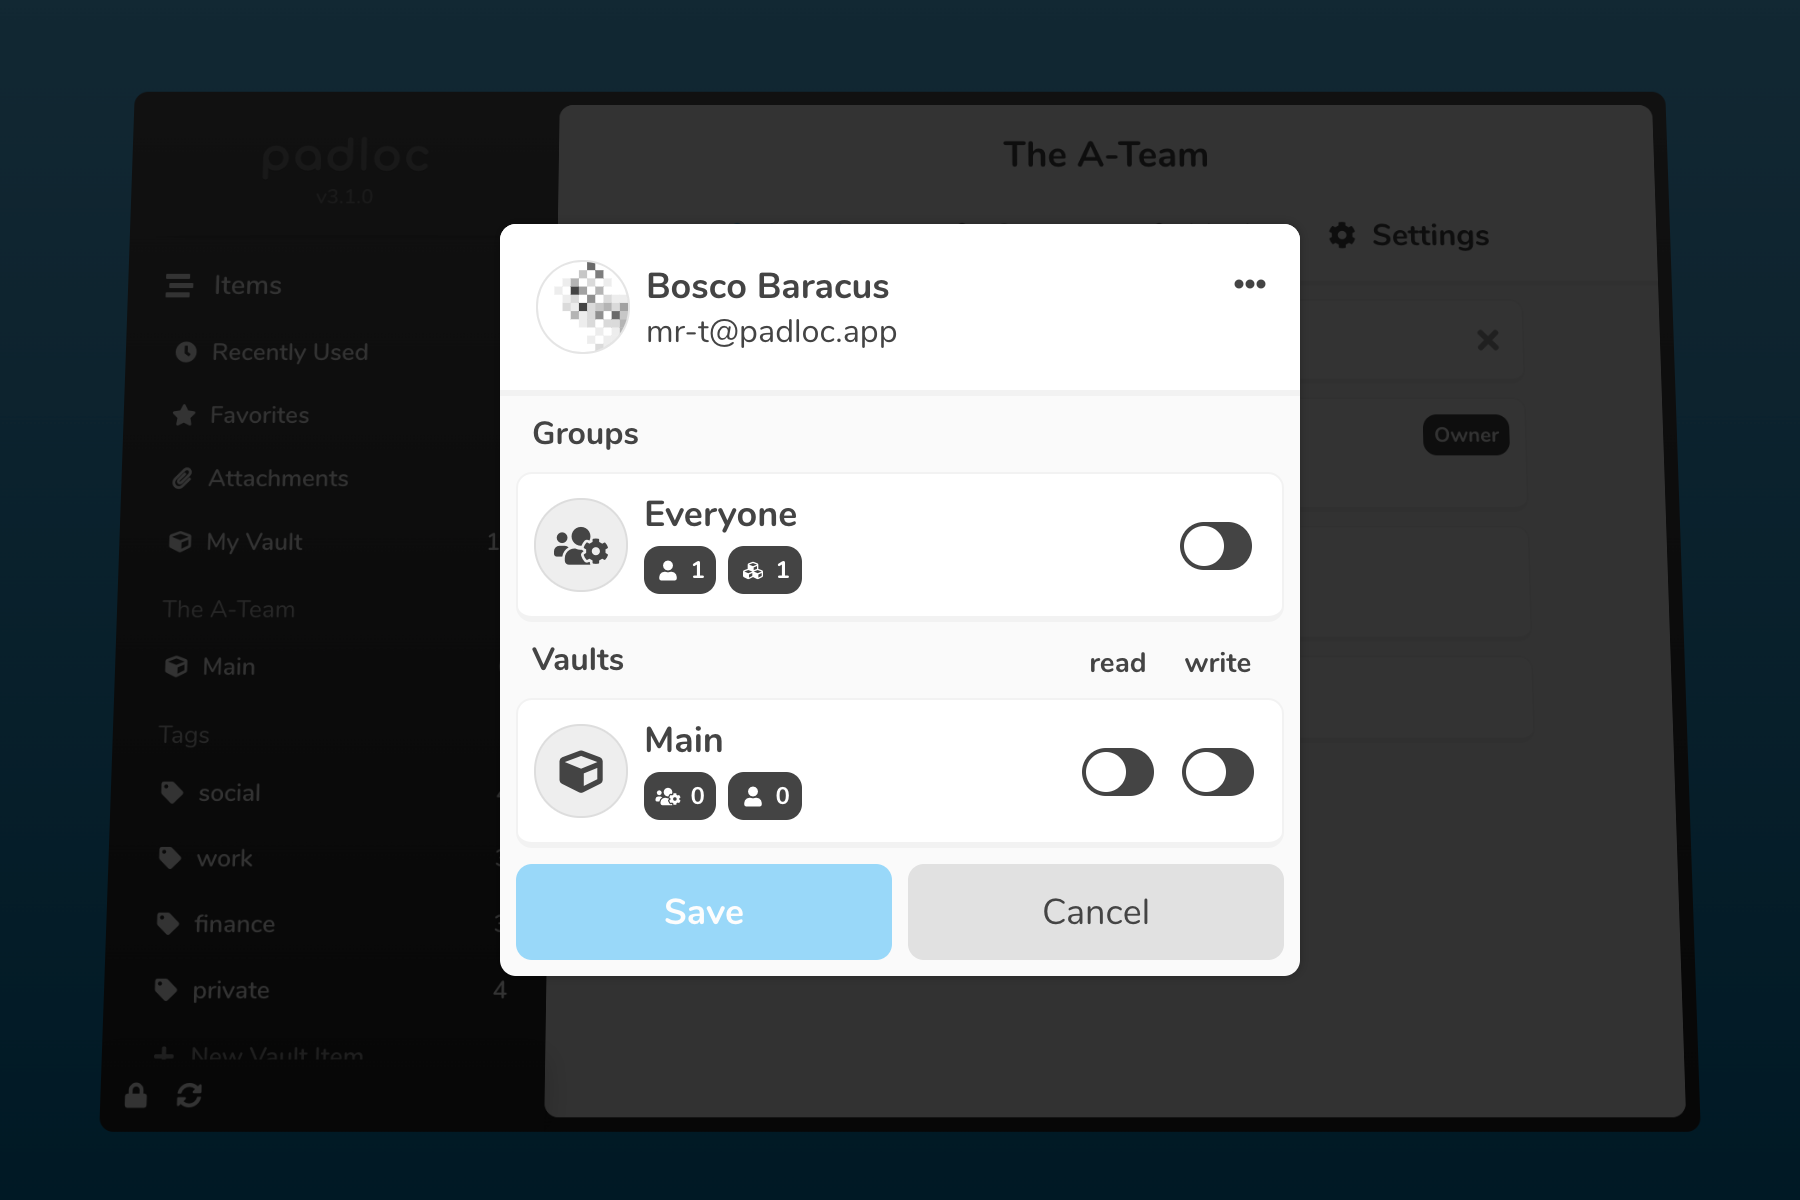 padloc
v3.1.0
Items
Recently Used
Favorites
Attachments
My Vault 1
The A-Team
Main
Tags
social
work
finance
private 4
New Vault Item
The A-Team
Settings
Owner
Bosco Baracus
mr-t@padloc.app
Groups
Everyone
1 1
Vaults read write
Main
0 0
Save Cancel